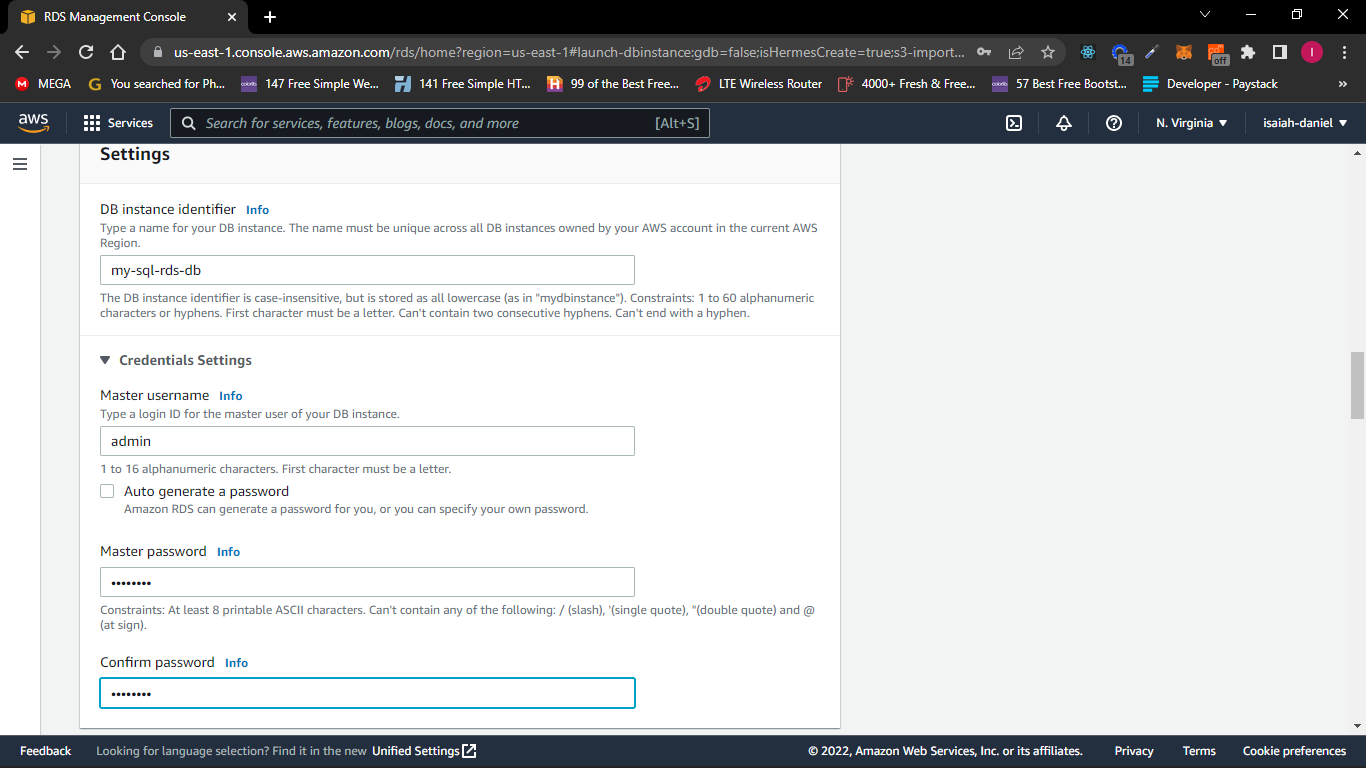 RDS Management Console
us-east-1.console.aws.amazon.com/rds/home?region=us-east-1#launch-dbinstance:gdb=false;isHermesCreate=true;s3-import...
14
off
I
MEGA
You searched for Ph...
147 Free Simple We...
141 Free Simple HT...
99 of the Best Free...
LTE Wireless Router
4000+ Fresh & Free...
57 Best Free Bootst...
Developer - Paystack
»
aws
Services
Search for services, features, blogs, docs, and more
[Alt+S]
N. Virginia
isaiah-daniel
Settings
DB instance identifier Info
Type a name for your DB instance. The name must be unique across all DB instances owned by your AWS account in the current AWS
Region.
my-sql-rds-db
The DB instance identifier is case-insensitive, but is stored as all lowercase (as in "mydbinstance"). Constraints: 1 to 60 alphanumeric
characters or hyphens. First character must be a letter. Can't contain two consecutive hyphens. Can't end with a hyphen.
Credentials Settings
Master username Info
Type a login ID for the master user of your DB instance.
admin
1 to 16 alphanumeric characters. First character must be a letter.
Auto generate a password
Amazon RDS can generate a password for you, or you can specify your own password.
Master password Info
••••••••
Constraints: At least 8 printable ASCII characters. Can't contain any of the following: / (slash), '(single quote), "(double quote) and @
(at sign).
Confirm password Info
••••••••
Feedback
Looking for language selection? Find it in the new Unified Settings
© 2022, Amazon Web Services, Inc. or its affiliates.
Privacy
Terms
Cookie preferences